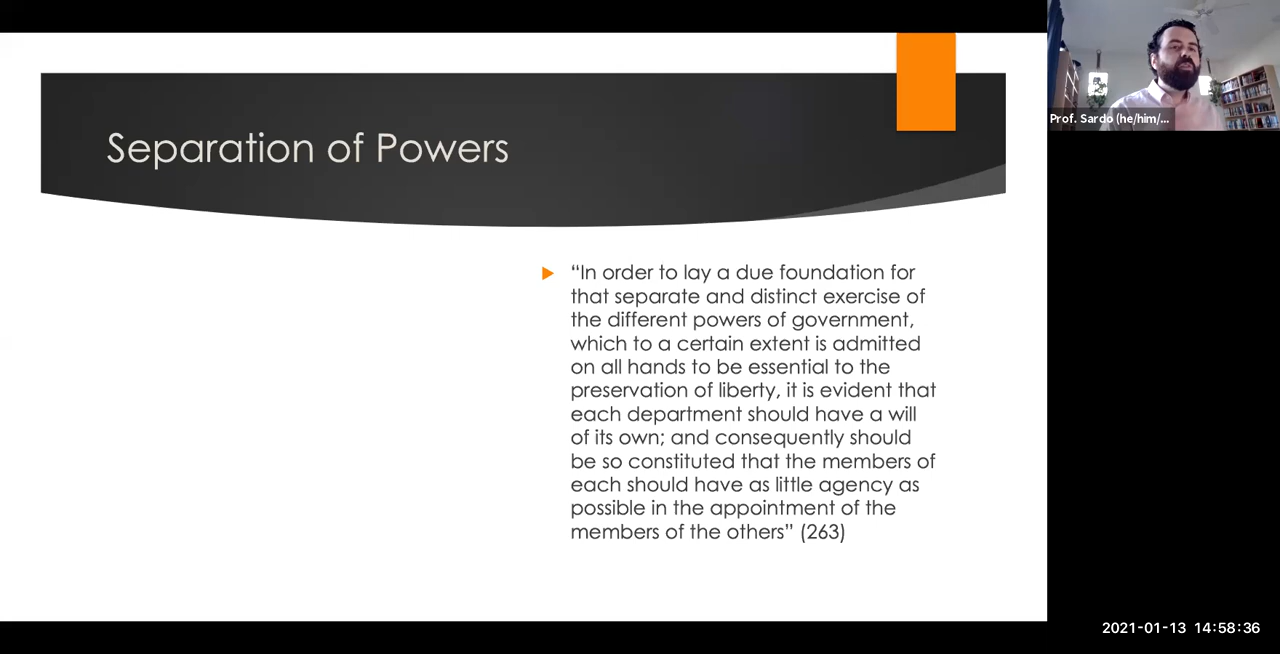 Separation of Powers
“In order to lay a due foundation for
that separate and distinct exercise of
the different powers of government,
which to a certain extent is admitted
on all hands to be essential to the
preservation of liberty, it is evident that
each department should have a will
of its own; and consequently should
be so constituted that the members of
each should have as little agency as
possible in the appointment of the
members of the others” (263)
Prof. Sardo (he/him/...
2021-01-13 14:58:36